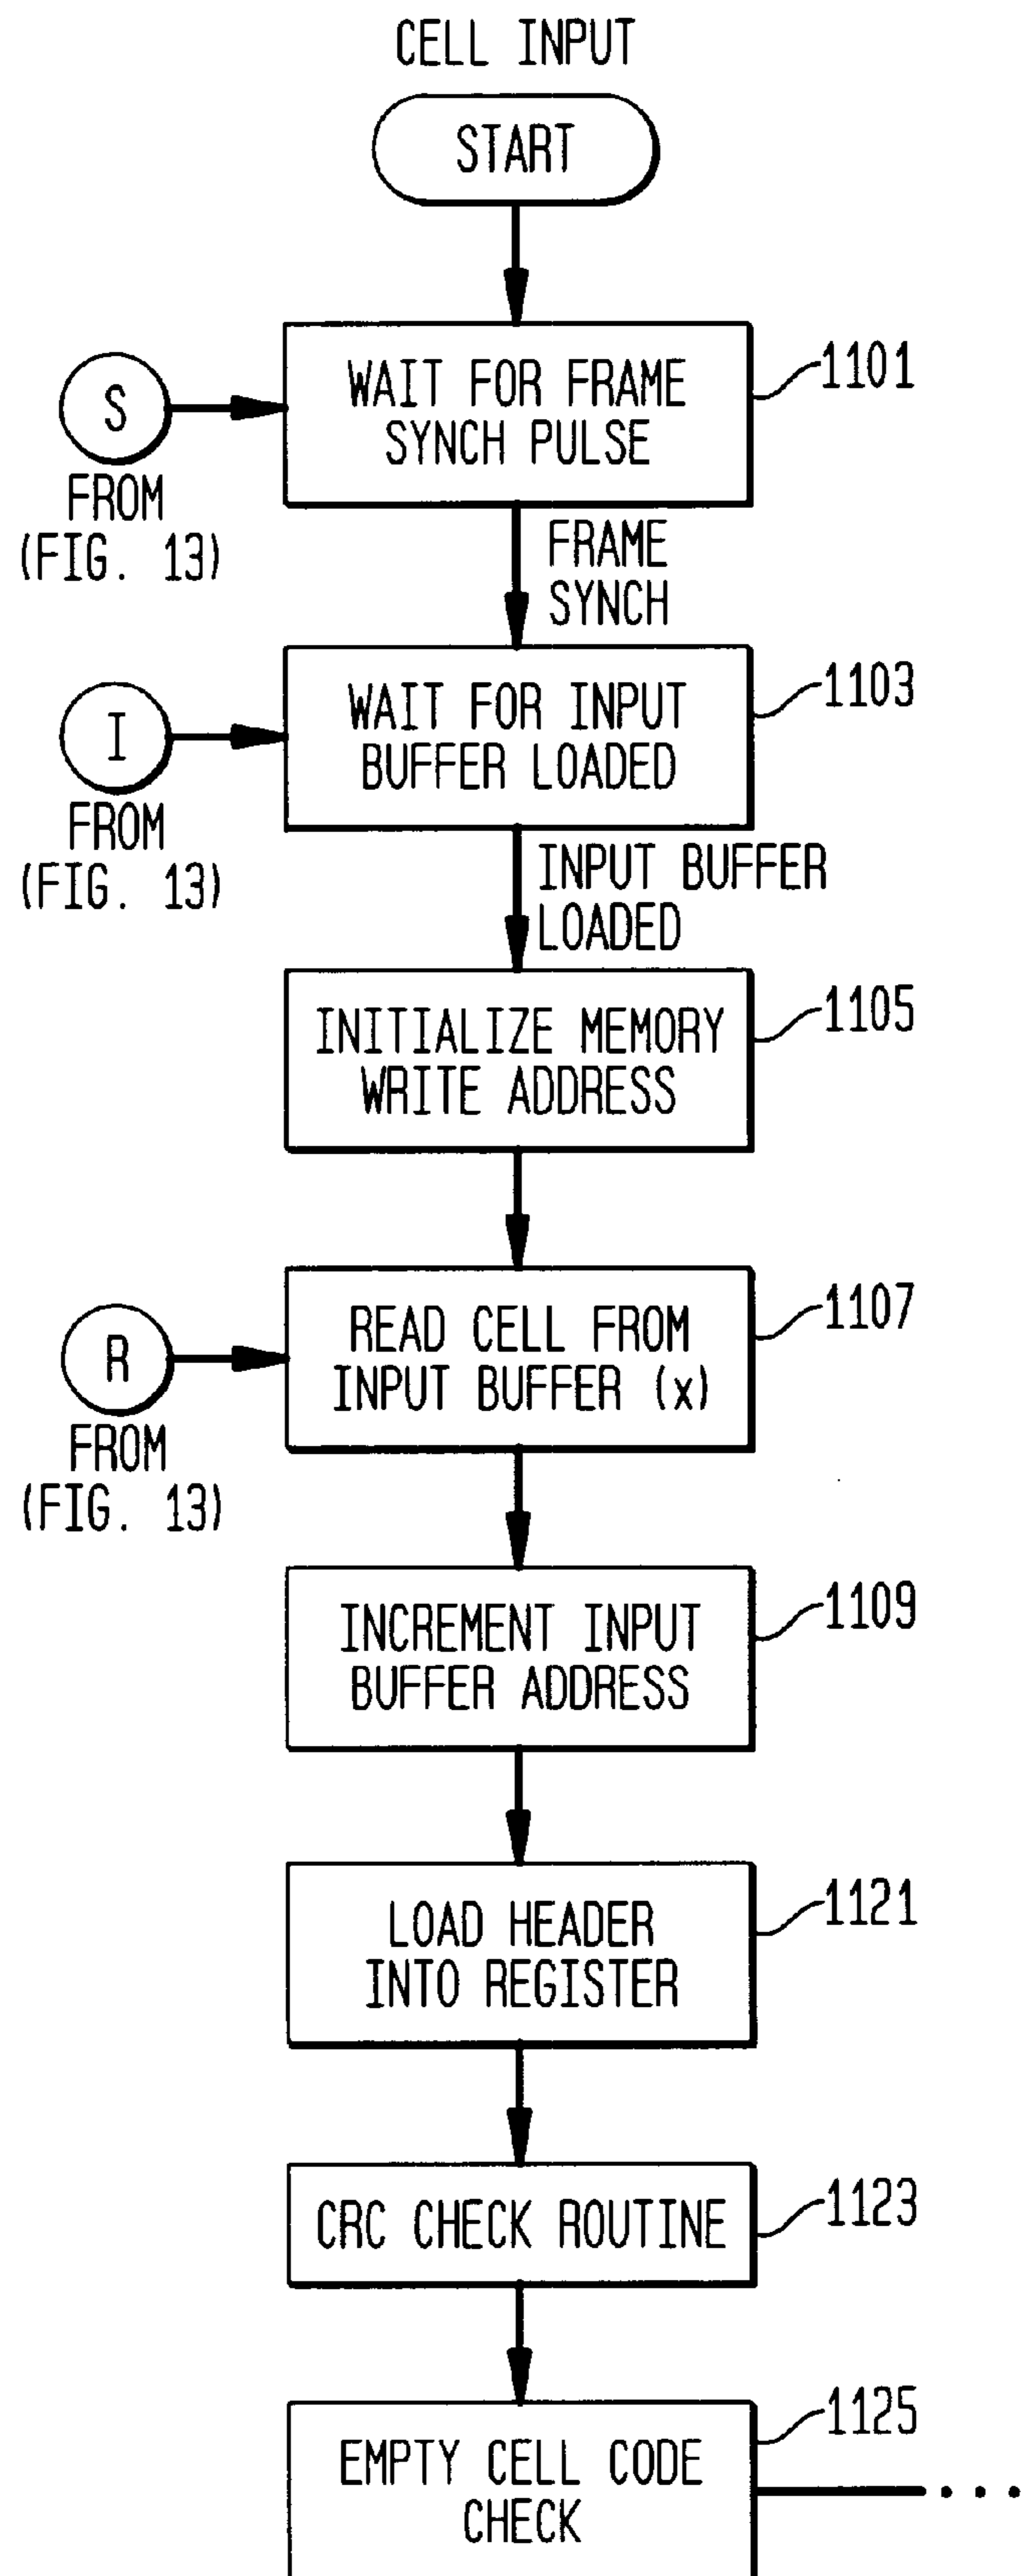 CELL INPUT
START
WAIT FOR FRAME
SYNCH PULSE
1101
S
FROM
(FIG. 13)
FRAME
SYNCH
WAIT FOR INPUT
BUFFER LOADED
1103
I
FROM
(FIG. 13)
INPUT BUFFER
LOADED
INITIALIZE MEMORY
WRITE ADDRESS
1105
READ CELL FROM
INPUT BUFFER (x)
1107
R
FROM
(FIG. 13)
INCREMENT INPUT
BUFFER ADDRESS
1109
LOAD HEADER
INTO REGISTER
1121
CRC CHECK ROUTINE
1123
EMPTY CELL CODE
CHECK
1125
. . .